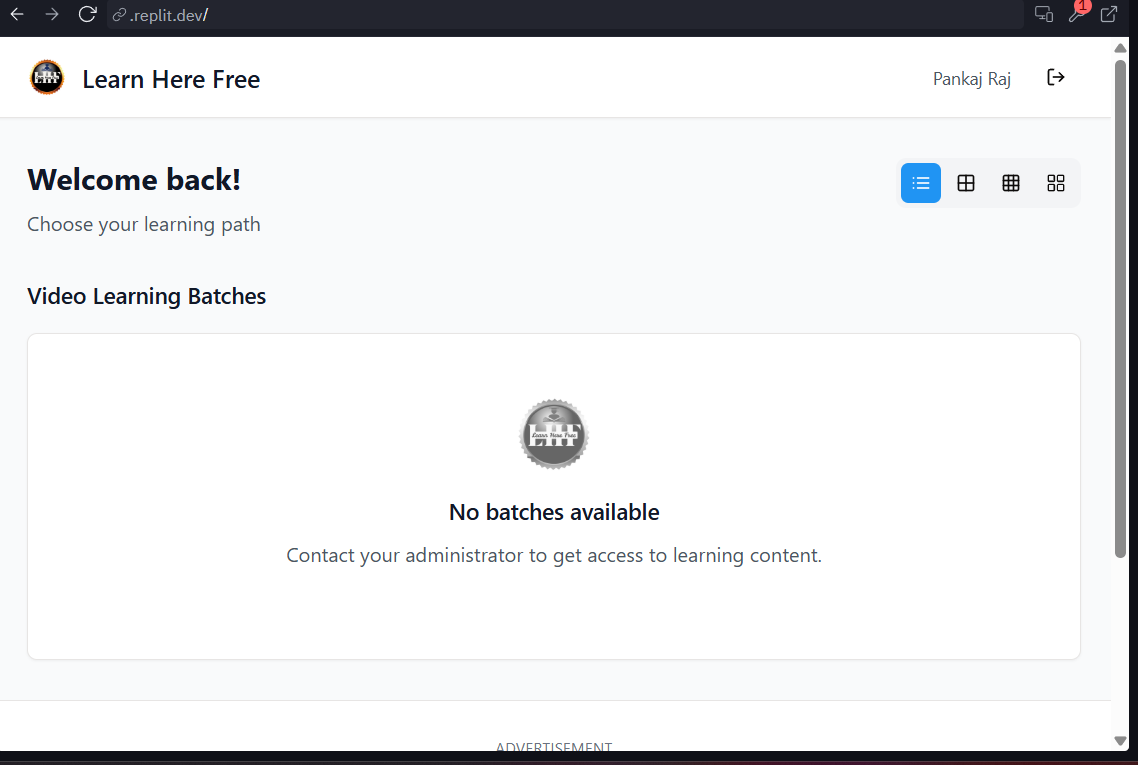 .replit.dev/
1
LHF
Learn Here Free
Pankaj Raj
Welcome back!
Choose your learning path
Video Learning Batches
LHF
Learn Here Free
No batches available
Contact your administrator to get access to learning content.
ADVERTISEMENT